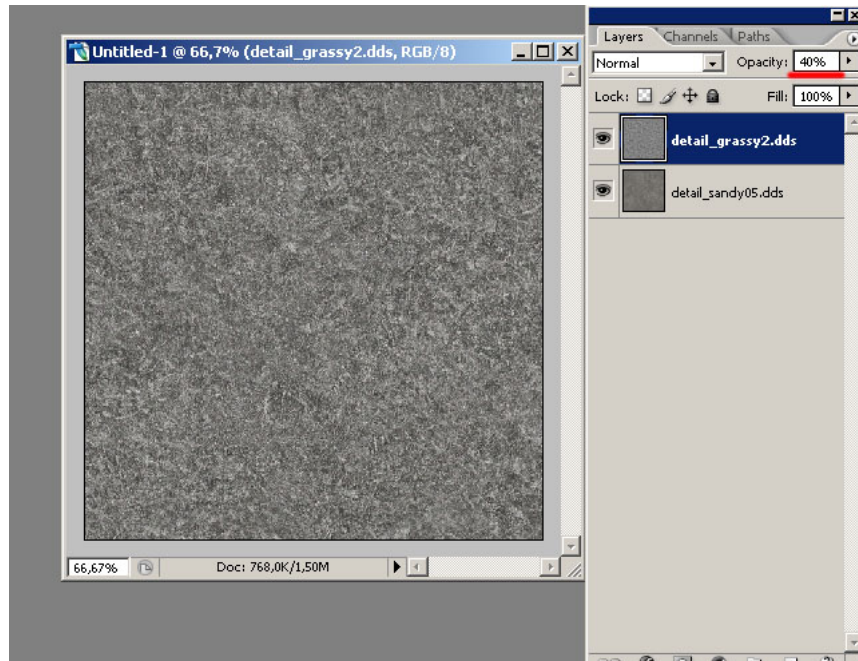 Untitled-1 @ 66,7% (detail_grassy2.dds, RGB/8)
66,67%
Doc: 768,0K/1,50M
Layers Channels Paths
Normal Opacity: 40%
Lock: Fill: 100%
detail_grassy2.dds
detail_sandy05.dds